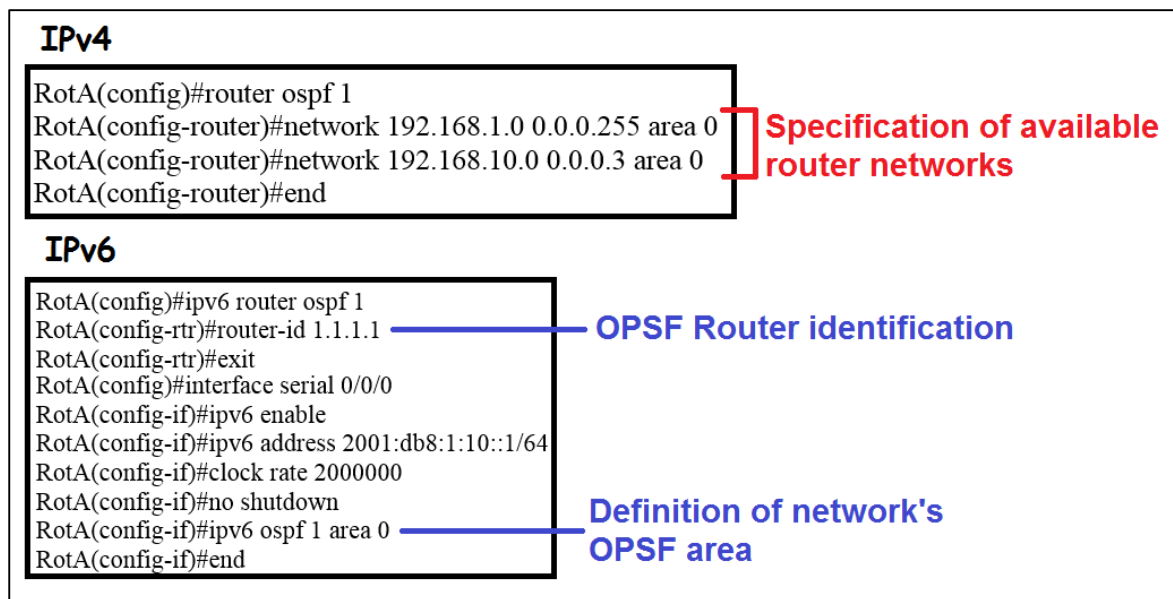 IPv4
RotA(config)#router ospf 1
RotA(config-router)#network 192.168.1.0 0.0.0.255 area 0
RotA(config-router)#network 192.168.10.0 0.0.0.3 area 0
RotA(config-router)#end
Specification of available
router networks
IPv6
RotA(config)#ipv6 router ospf 1
RotA(config-rtr)#router-id 1.1.1.1
OPSF Router identification
RotA(config-rtr)#exit
RotA(config)#interface serial 0/0/0
RotA(config-if)#ipv6 enable
RotA(config-if)#ipv6 address 2001:db8:1:10::1/64
RotA(config-if)#clock rate 2000000
RotA(config-if)#no shutdown
RotA(config-if)#ipv6 ospf 1 area 0
RotA(config-if)#end
Definition of network's
OPSF area